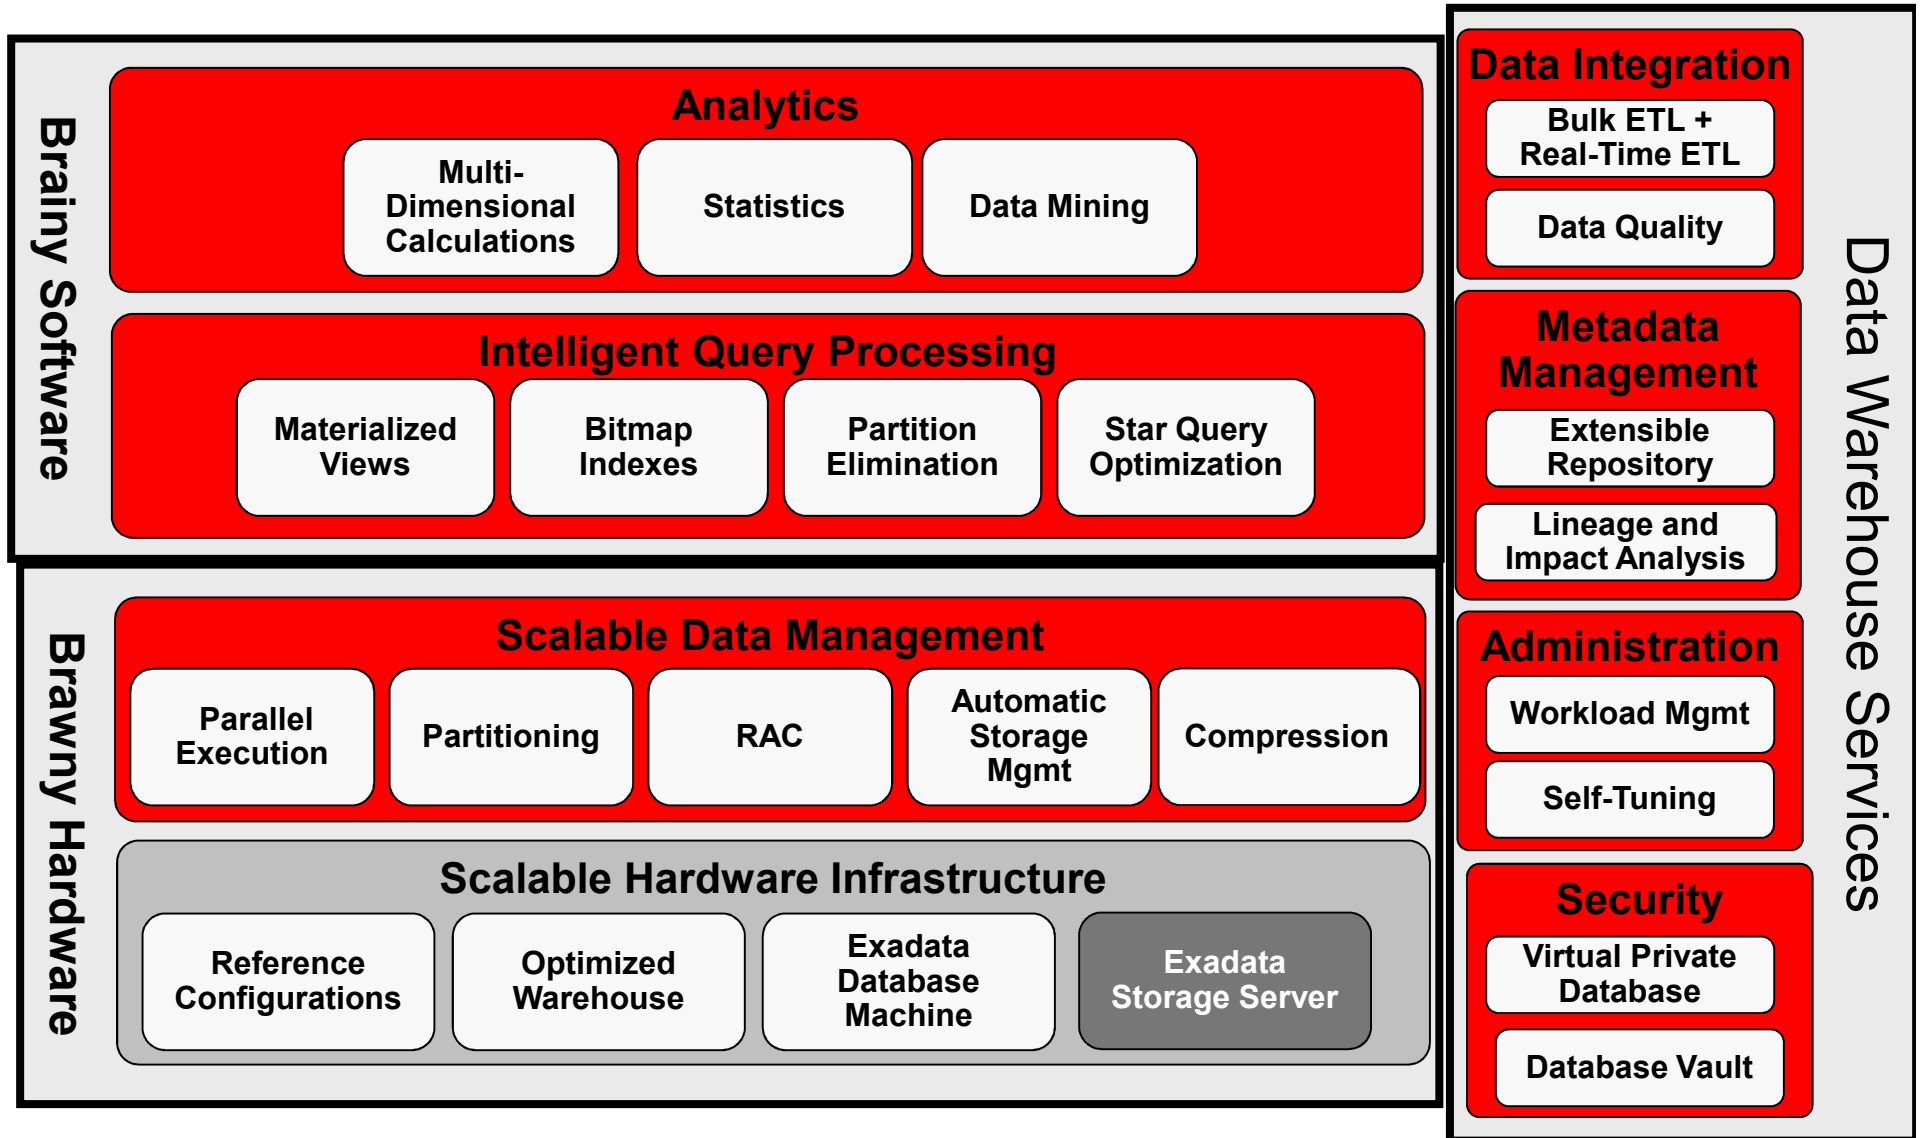 Brainy Software
Analytics
Multi-
Dimensional
Calculations
Statistics
Data Mining
Intelligent Query Processing
Materialized
Views
Bitmap
Indexes
Partition
Elimination
Star Query
Optimization
Brawny Hardware
Scalable Data Management
Parallel
Execution
Partitioning
RAC
Automatic
Storage
Mgmt
Compression
Scalable Hardware Infrastructure
Reference
Configurations
Optimized
Warehouse
Exadata
Database
Machine
Exadata
Storage Server
Data Warehouse Services
Data Integration
Bulk ETL +
Real-Time ETL
Data Quality
Metadata
Management
Extensible
Repository
Lineage and
Impact Analysis
Administration
Workload Mgmt
Self-Tuning
Security
Virtual Private
Database
Database Vault